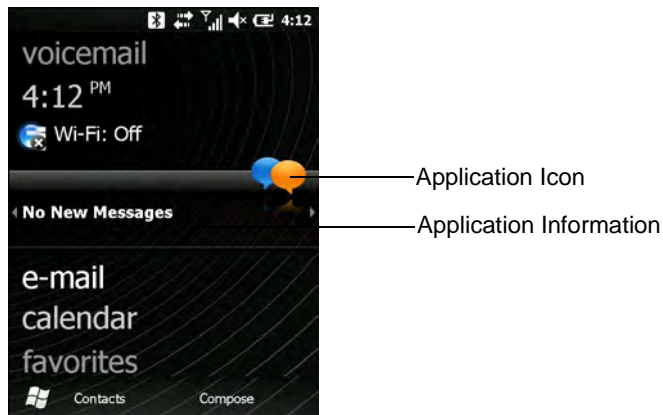 4:12
voicemail
4:12 PM
Wi-Fi: Off
Application Icon
No New Messages
Application Information
e-mail
calendar
favorites
Contacts Compose